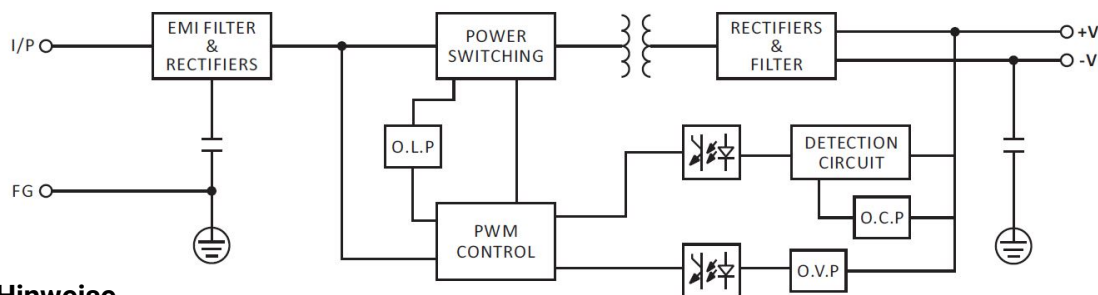 I/P
EMI FILTER
&
RECTIFIERS
POWER
SWITCHING
RECTIFIERS
&
FILTER
+V
-V
O.L.P
DETECTION
CIRCUIT
FG
O.C.P
PWM
CONTROL
O.V.P
Hinweise